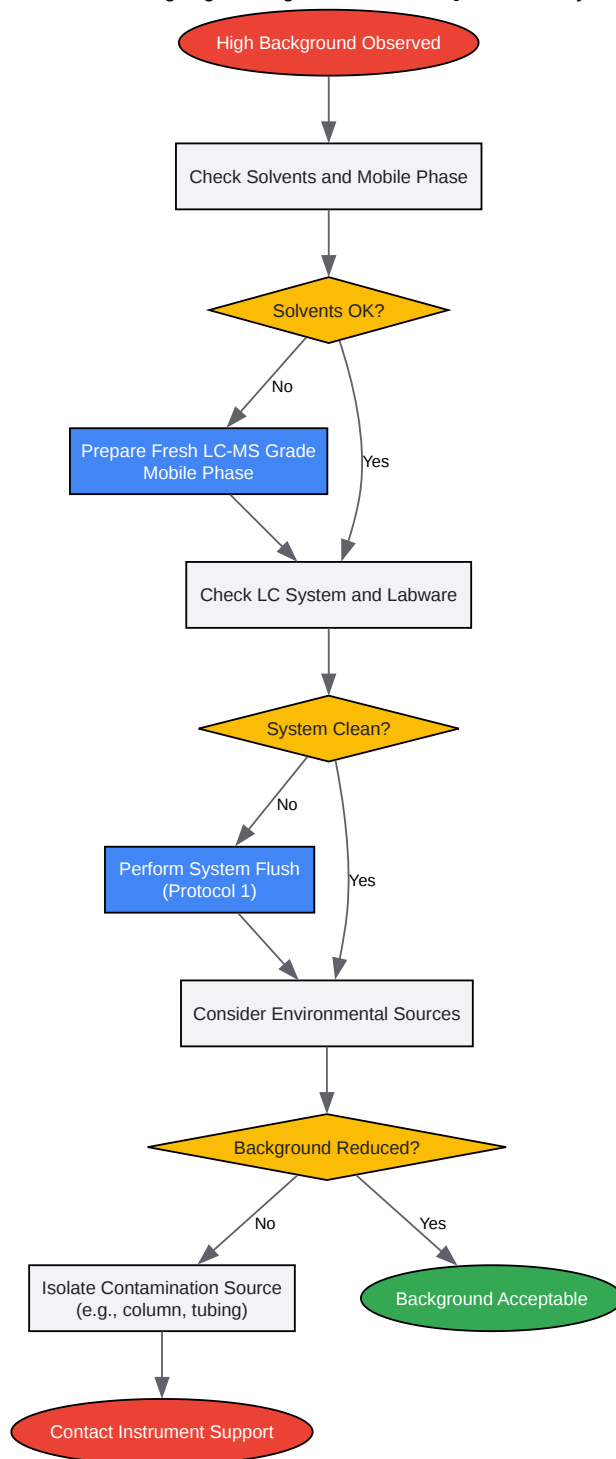 High Background Observed
Check Solvents and Mobile Phase
Solvents OK?
No
Yes
Prepare Fresh LC-MS Grade
Mobile Phase
Check LC System and Labware
System Clean?
No
Yes
Perform System Flush
(Protocol 1)
Consider Environmental Sources
Background Reduced?
No
Yes
Isolate Contamination Source
(e.g., column, tubing)
Background Acceptable
Contact Instrument Support